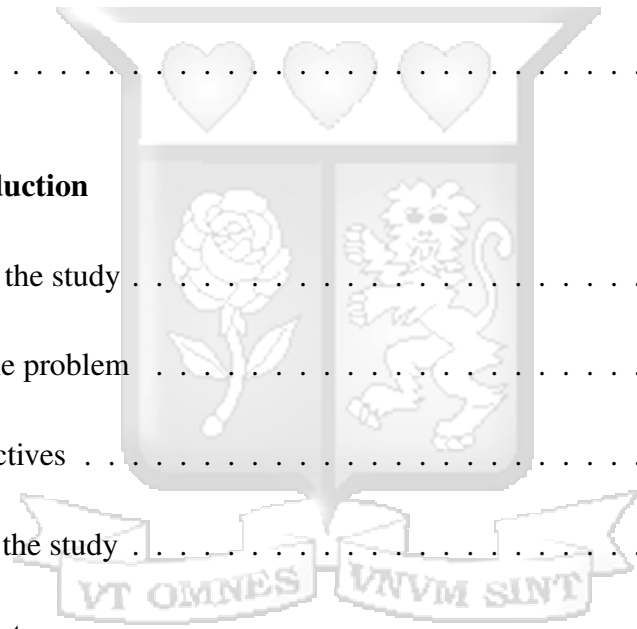 . . . . . . . . . . . . . . . . . . . . . . . . . . .
luction
the study . . . . . . . . . . . . . . . . . . . . . .
e problem . . . . . . . . . . . . . . . . . . . . .
ctives . . . . . . . . . . . . . . . . . . . . . . . .
the study . . . . . . . . . . . . . . . . . . . . . .
VT OMNES VNVM SINT